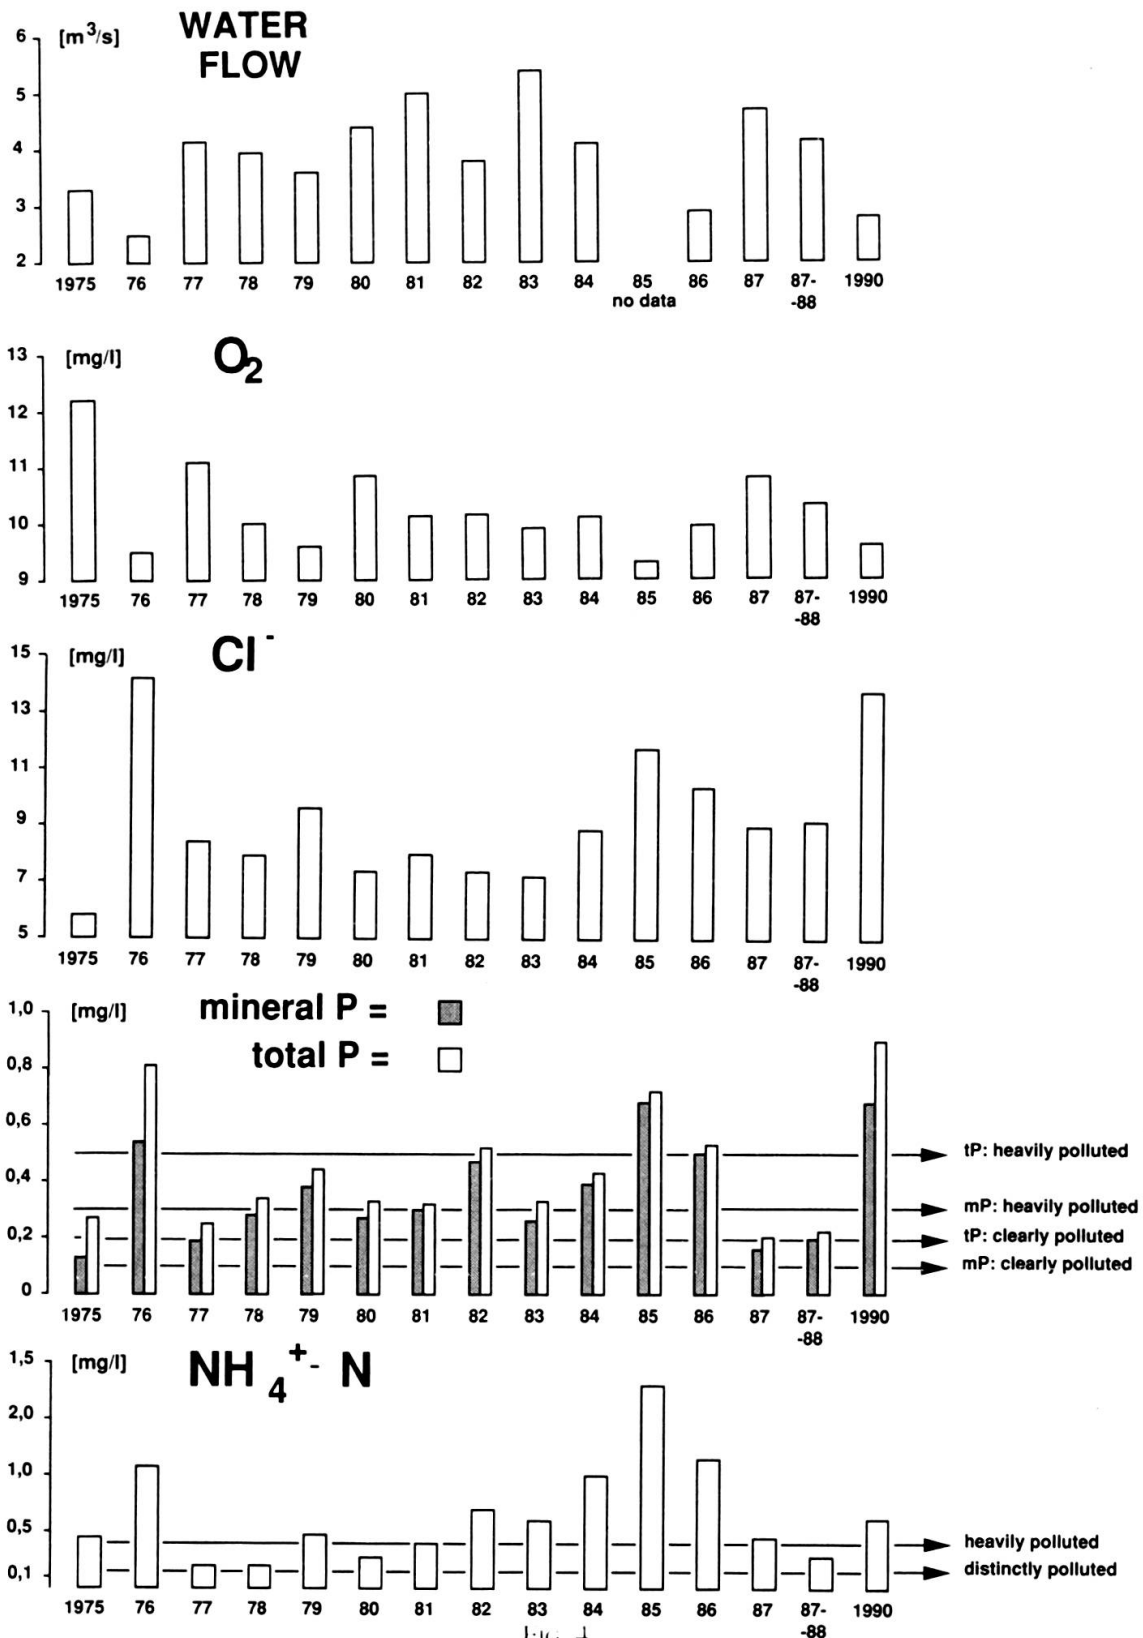 WATER
FLOW
[m³/s]
6
5
4
3
2
1975 76 77 78 79 80 81 82 83 84 85 86 87 87- 1990
no data -88
O₂
[mg/l]
13
12
11
10
9
1975 76 77 78 79 80 81 82 83 84 85 86 87 87- 1990
-88
Cl⁻
[mg/l]
15
13
11
9
7
5
1975 76 77 78 79 80 81 82 83 84 85 86 87 87- 1990
-88
mineral P =
total P =
[mg/l]
1,0
0,8
0,6
0,4
0,2
0
tP: heavily polluted
mP: heavily polluted
tP: clearly polluted
mP: clearly polluted
1975 76 77 78 79 80 81 82 83 84 85 86 87 87- 1990
-88
NH₄⁺- N
[mg/l]
1,5
2,0
1,0
0,5
0,1
heavily polluted
distinctly polluted
1975 76 77 78 79 80 81 82 83 84 85 86 87 87- 1990
-88